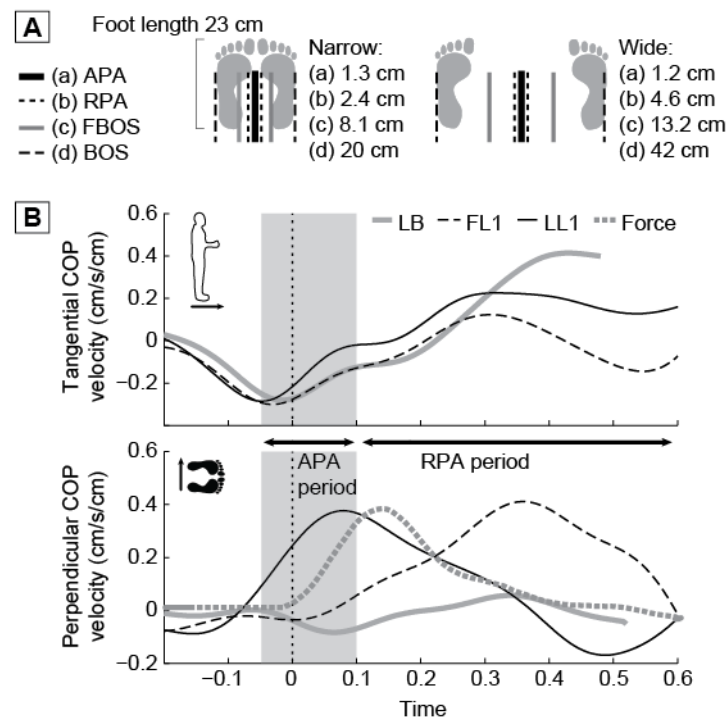 A
Foot length 23 cm
(a) APA
(b) RPA
(c) FBOS
(d) BOS
Narrow:
(a) 1.3 cm
(b) 2.4 cm
(c) 8.1 cm
(d) 20 cm
Wide:
(a) 1.2 cm
(b) 4.6 cm
(c) 13.2 cm
(d) 42 cm
B
LB FL1 LL1 Force
Tangential COP
velocity (cm/s/cm)
0.6
0.4
0.2
0
−0.2
APA
period
RPA period
Perpendicular COP
velocity (cm/s/cm)
0.6
0.4
0.2
0
−0.2
−0.1 0 0.1 0.2 0.3 0.4 0.5 0.6
Time